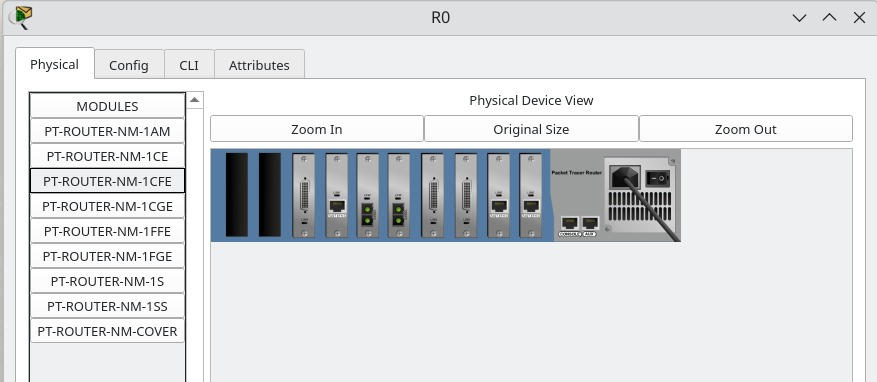 R0
Physical
Config
CLI
Attributes
MODULES
PT-ROUTER-NM-1AM
PT-ROUTER-NM-1CE
PT-ROUTER-NM-1CFE
PT-ROUTER-NM-1CGE
PT-ROUTER-NM-1FFE
PT-ROUTER-NM-1FGE
PT-ROUTER-NM-1S
PT-ROUTER-NM-1SS
PT-ROUTER-NM-COVER
Physical Device View
Zoom In
Original Size
Zoom Out
Packet Tracer Router
CONSOLE
AUX